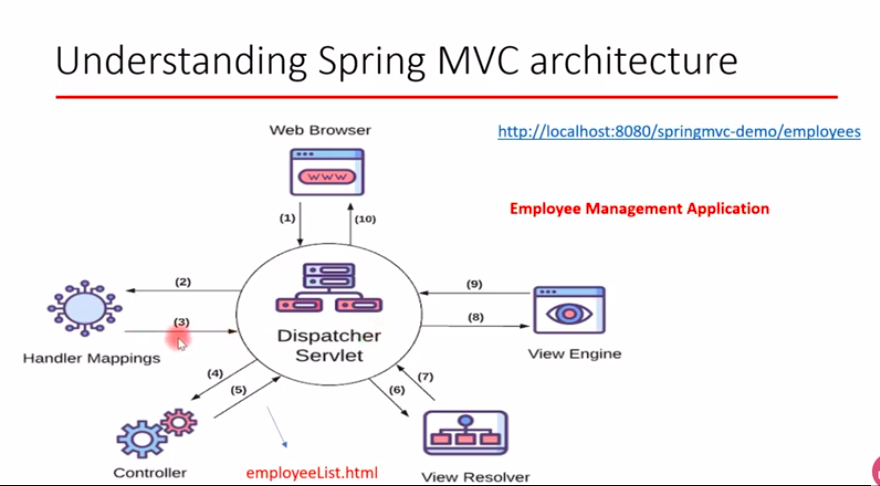 Understanding Spring MVC architecture
Web Browser
http://localhost:8080/springmvc-demo/employees
www
Employee Management Application
(1)
(10)
(2)
(9)
(3)
(8)
Dispatcher
Servlet
Handler Mappings
View Engine
(4)
(7)
(5)
(6)
Controller
employeeList.html
View Resolver